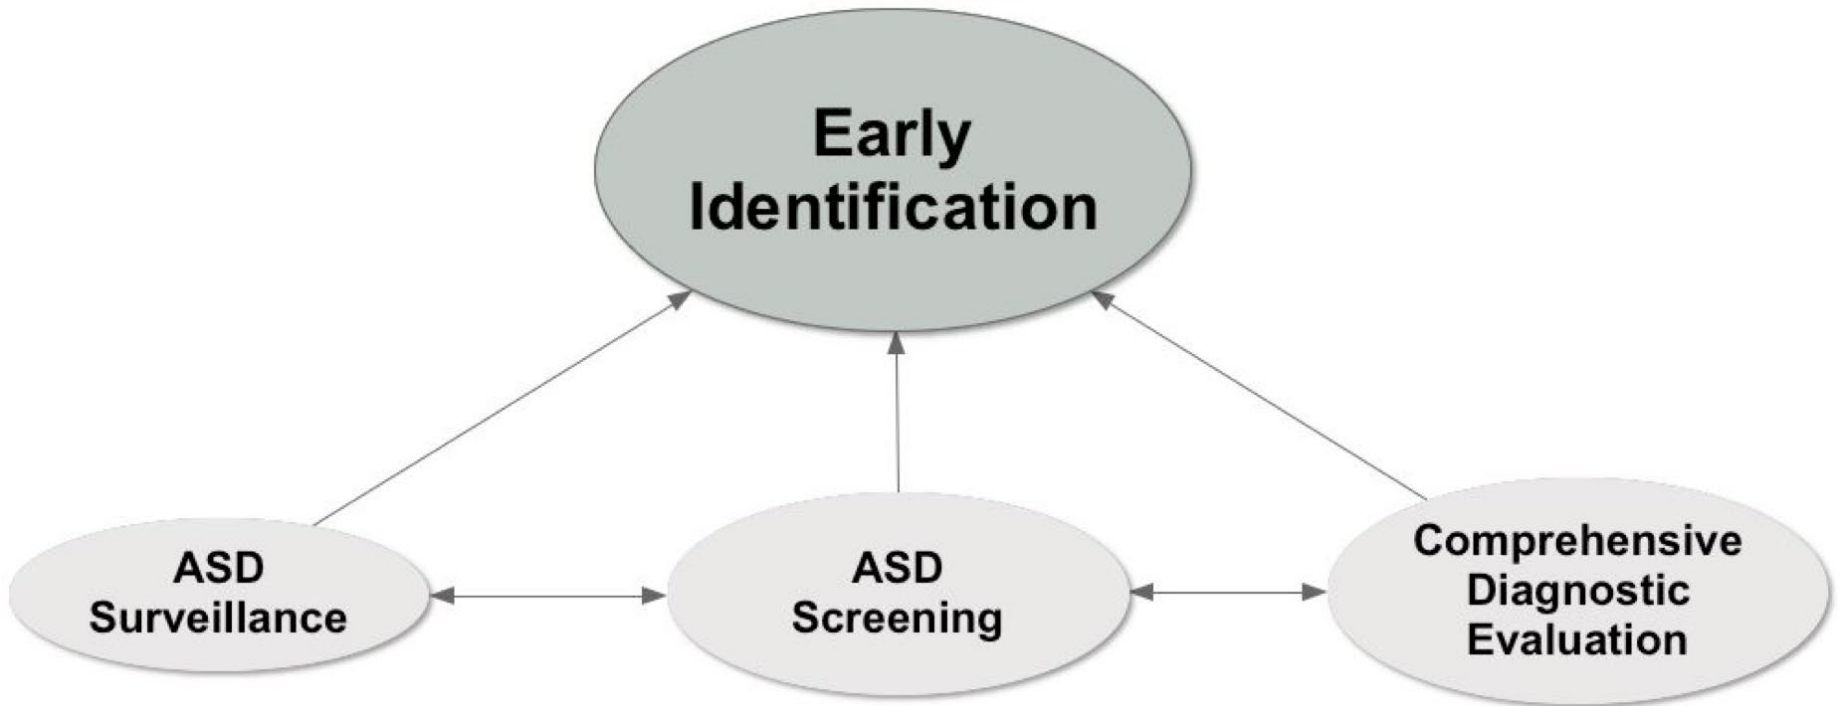 Early
Identification
ASD
Surveillance
ASD
Screening
Comprehensive
Diagnostic
Evaluation